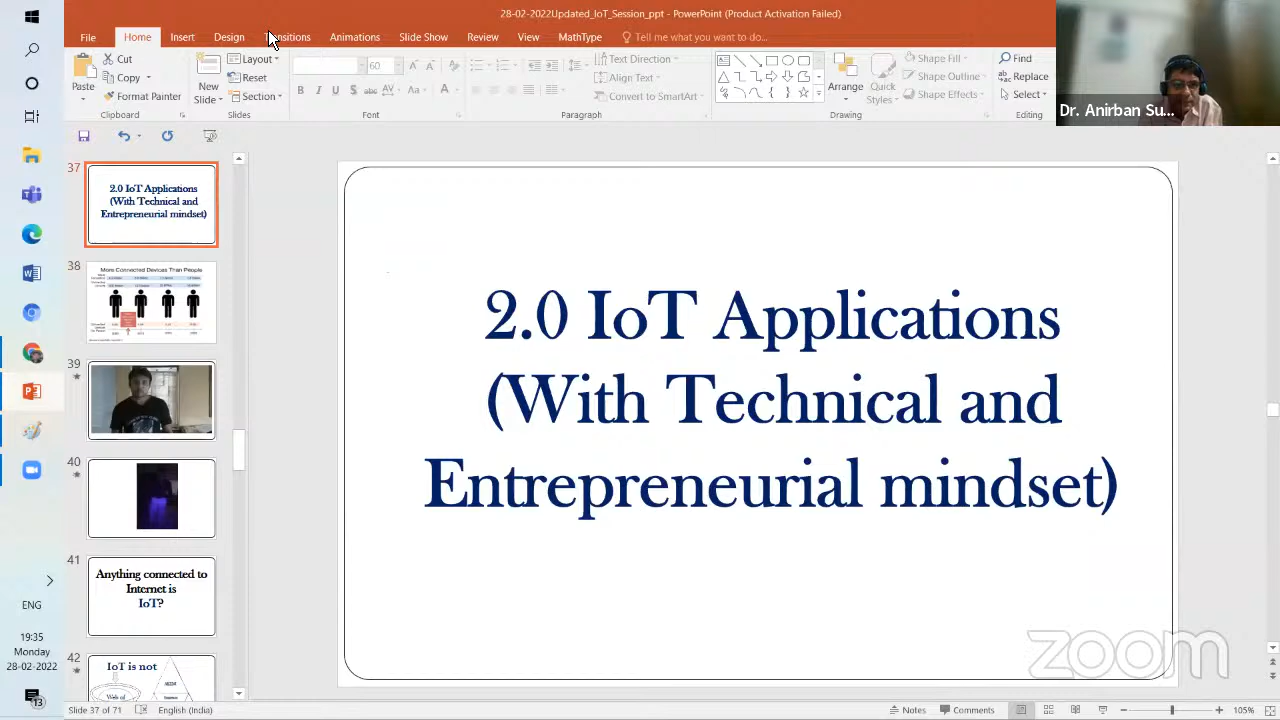 28-02-2022Updated_IoT_Session_ppt - PowerPoint (Product Activation Failed)
File Home Insert Design Transitions Animations Slide Show Review View MathType Tell me what you want to do...
Paste
Cut
Copy
Format Painter
Clipboard
New
Slide
Layout
Reset
Section
Slides
60
B I U S abc AV Aa A
Font
Text Direction
Align Text
Convert to SmartArt
Paragraph
Arrange
Quick
Styles
Shape Fill
Shape Outline
Shape Effects
Drawing
Find
Replace
Select
Editing
Dr. Anirban Su...
37
2.0 IoT Applications
(With Technical and
Entrepreneurial mindset)
38
More Connected Devices Than People
39
40
41
Anything connected to
Internet is
IoT?
42
IoT is not
2.0 IoT Applications
(With Technical and
Entrepreneurial mindset)
zoom
ENG
19:35
Monday
28-02-2022
13
Slide 37 of 71 English (India) Notes Comments 105%